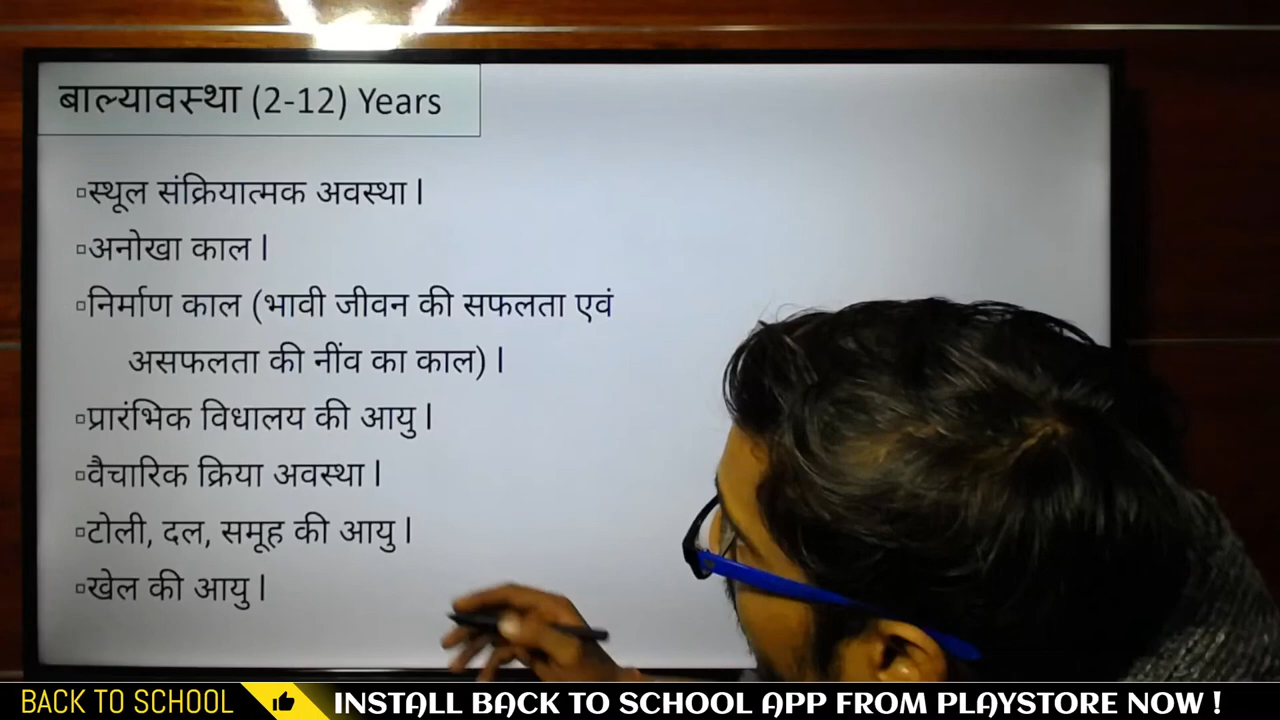 बाल्यावस्था (2-12) Years
▫स्थूल संक्रियात्मक अवस्था l
▫अनोखा काल l
▫निर्माण काल (भावी जीवन की सफलता एवं
असफलता की नींव का काल) l
▫प्रारंभिक विधालय की आयु l
▫वैचारिक क्रिया अवस्था l
▫टोली, दल, समूह की आयु l
▫खेल की आयु l
BACK TO SCHOOL INSTALL BACK TO SCHOOL APP FROM PLAYSTORE NOW !